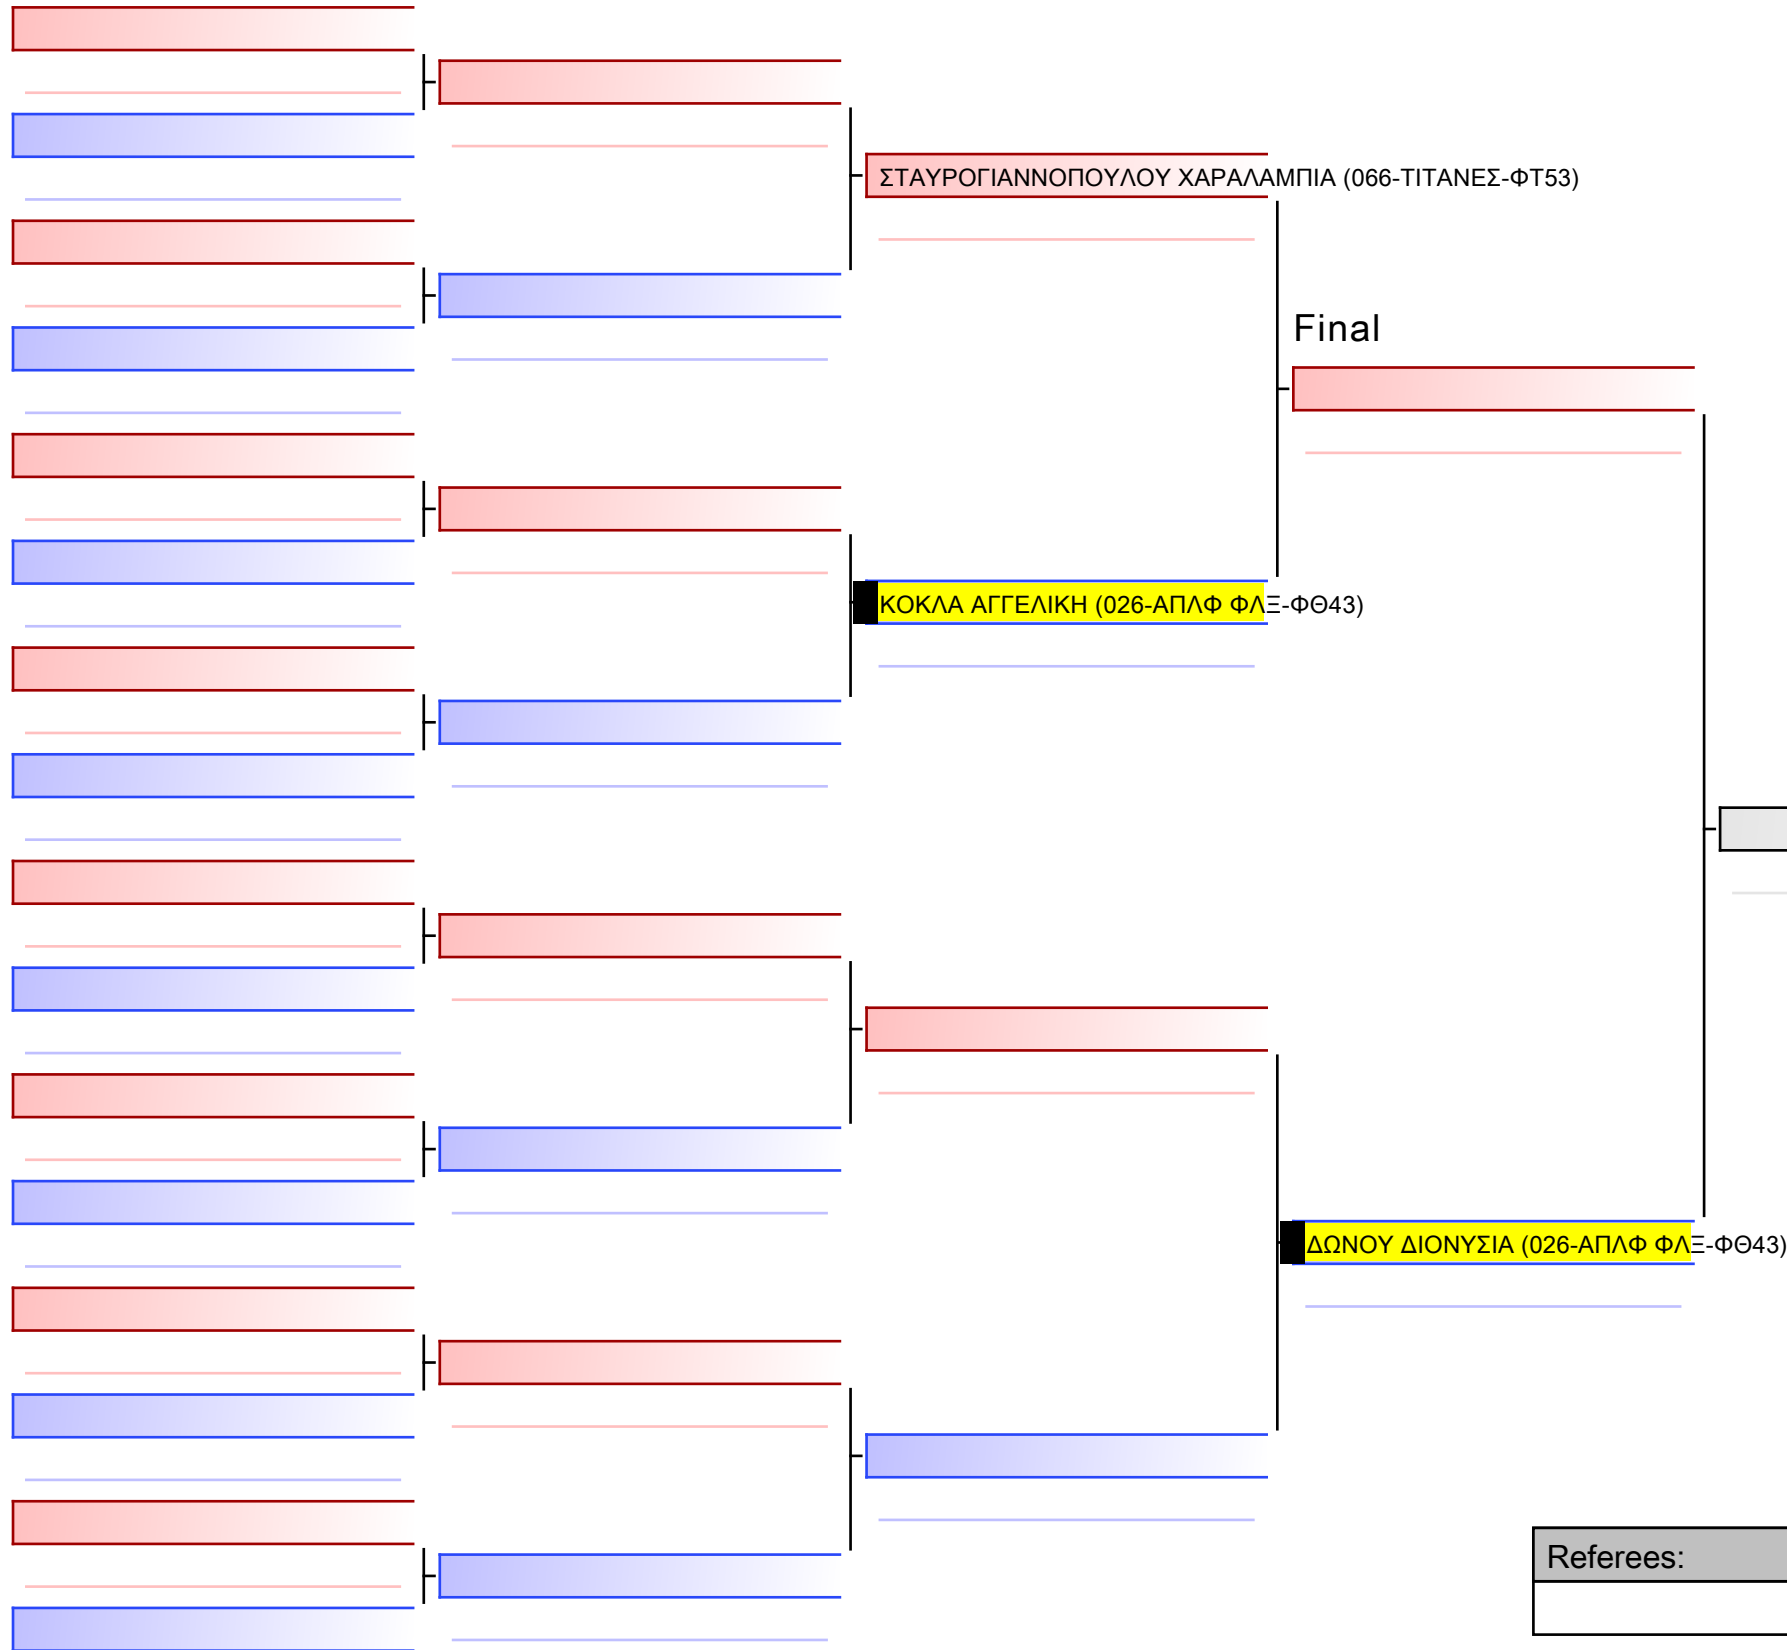 ΣΤΑΥΡΟΓΙΑΝΝΟΠΟΥΛΟΥ ΧΑΡΑΛΑΜΠΙΑ (066-ΤΙΤΑΝΕΣ-ΦΤ53)
Final
ΚΟΚΛΑ ΑΓΓΕΛΙΚΗ (026-ΑΠΛΦ ΦΛΞ-ΦΘ43)
ΔΩΝΟΥ ΔΙΟΝΥΣΙΑ (026-ΑΠΛΦ ΦΛΞ-ΦΘ43)
Referees: